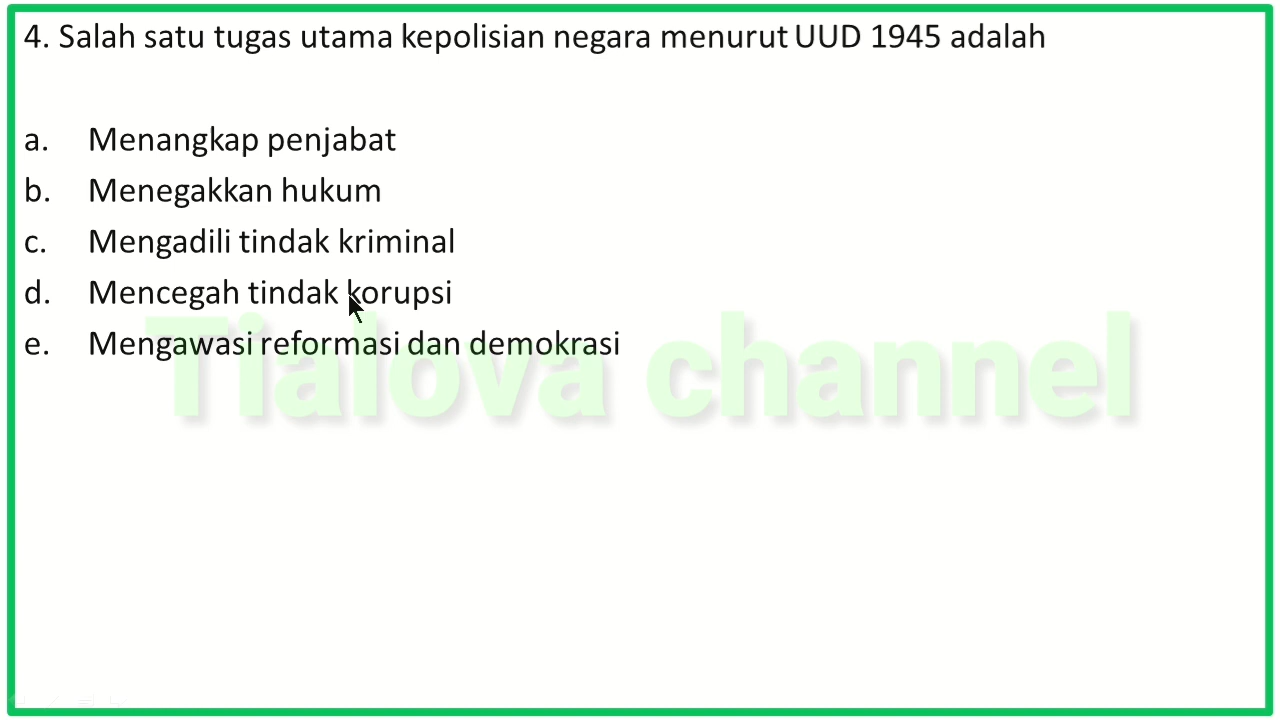 4. Salah satu tugas utama kepolisian negara menurut UUD 1945 adalah
a. Menangkap penjabat
b. Menegakkan hukum
c. Mengadili tindak kriminal
d. Mencegah tindak korupsi
e. Mengawasi reformasi dan demokrasi
Tialova channel